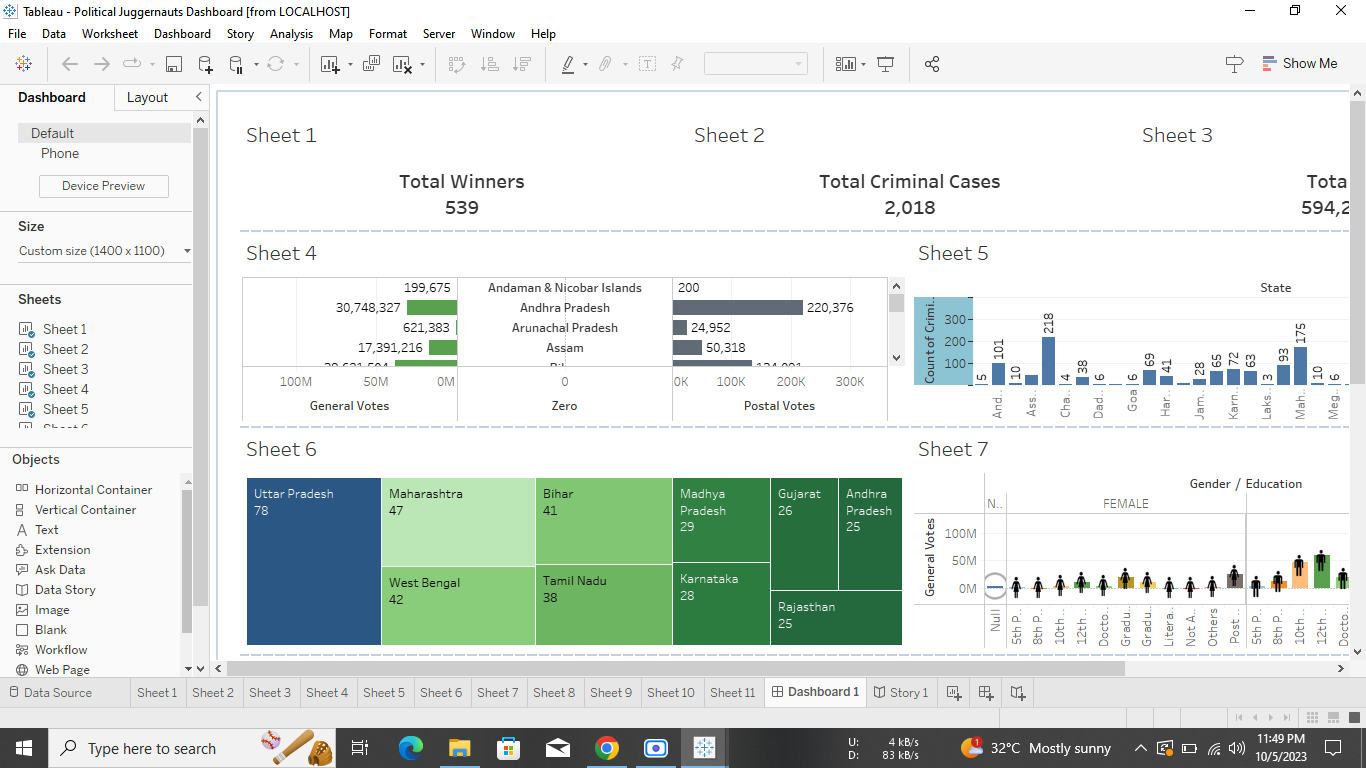 Tableau - Political Juggernauts Dashboard [from LOCALHOST]
File Data Worksheet Dashboard Story Analysis Map Format Server Window Help
Show Me
Dashboard Layout
Default
Phone
Device Preview
Size
Custom size (1400 x 1100)
Sheets
Sheet 1
Sheet 2
Sheet 3
Sheet 4
Sheet 5
Objects
Horizontal Container
Vertical Container
Text
Extension
Ask Data
Data Story
Image
Blank
Workflow
Web Page
Sheet 1 Sheet 2 Sheet 3
Total Winners
539
Total Criminal Cases
2,018
Tota
594,2
Sheet 4
199,675 Andaman & Nicobar Islands 200
30,748,327 Andhra Pradesh 220,376
621,383 Arunachal Pradesh 24,952
17,391,216 Assam 50,318
100M 50M 0M 0 0K 100K 200K 300K
General Votes Zero Postal Votes
Sheet 5
State
Count of Crimi..
300
200
100
5 101 10 218 4 38 6 6 69 41 28 65 72 63 3 93 175 10 6
And.. Ass.. Cha.. Dad.. Goa Har.. Jam.. Karn.. Laks.. Mah.. Meg..
Sheet 6
Uttar Pradesh
78
Maharashtra
47
West Bengal
42
Bihar
41
Tamil Nadu
38
Madhya
Pradesh
29
Karnataka
28
Gujarat
26
Andhra
Pradesh
25
Rajasthan
25
Sheet 7
Gender / Education
N.. FEMALE
General Votes
100M
50M
0M
Null 5th P.. 8th P.. 10th .. 12th .. Docto.. Gradu.. Gradu.. Litera.. Not A.. Others Post .. 5th P.. 8th P.. 10th .. 12th .. Docto..
Data Source Sheet 1 Sheet 2 Sheet 3 Sheet 4 Sheet 5 Sheet 6 Sheet 7 Sheet 8 Sheet 9 Sheet 10 Sheet 11 Dashboard 1 Story 1
Type here to search
U: 4 kB/s
D: 83 kB/s
1
32°C Mostly sunny
11:49 PM
10/5/2023